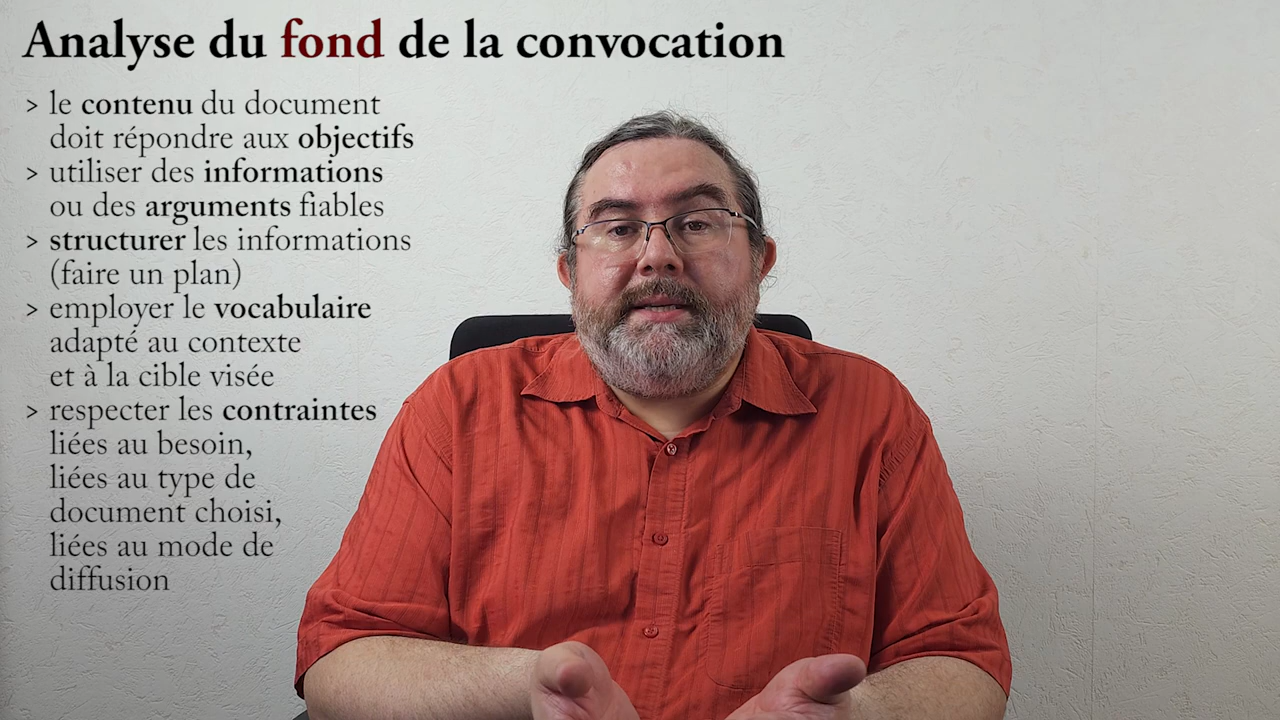 Analyse du fond de la convocation
> le contenu du document
doit répondre aux objectifs
> utiliser des informations
ou des arguments fiables
> structurer les informations
(faire un plan)
> employer le vocabulaire
adapté au contexte
et à la cible visée
> respecter les contraintes
liées au besoin,
liées au type de
document choisi,
liées au mode de
diffusion